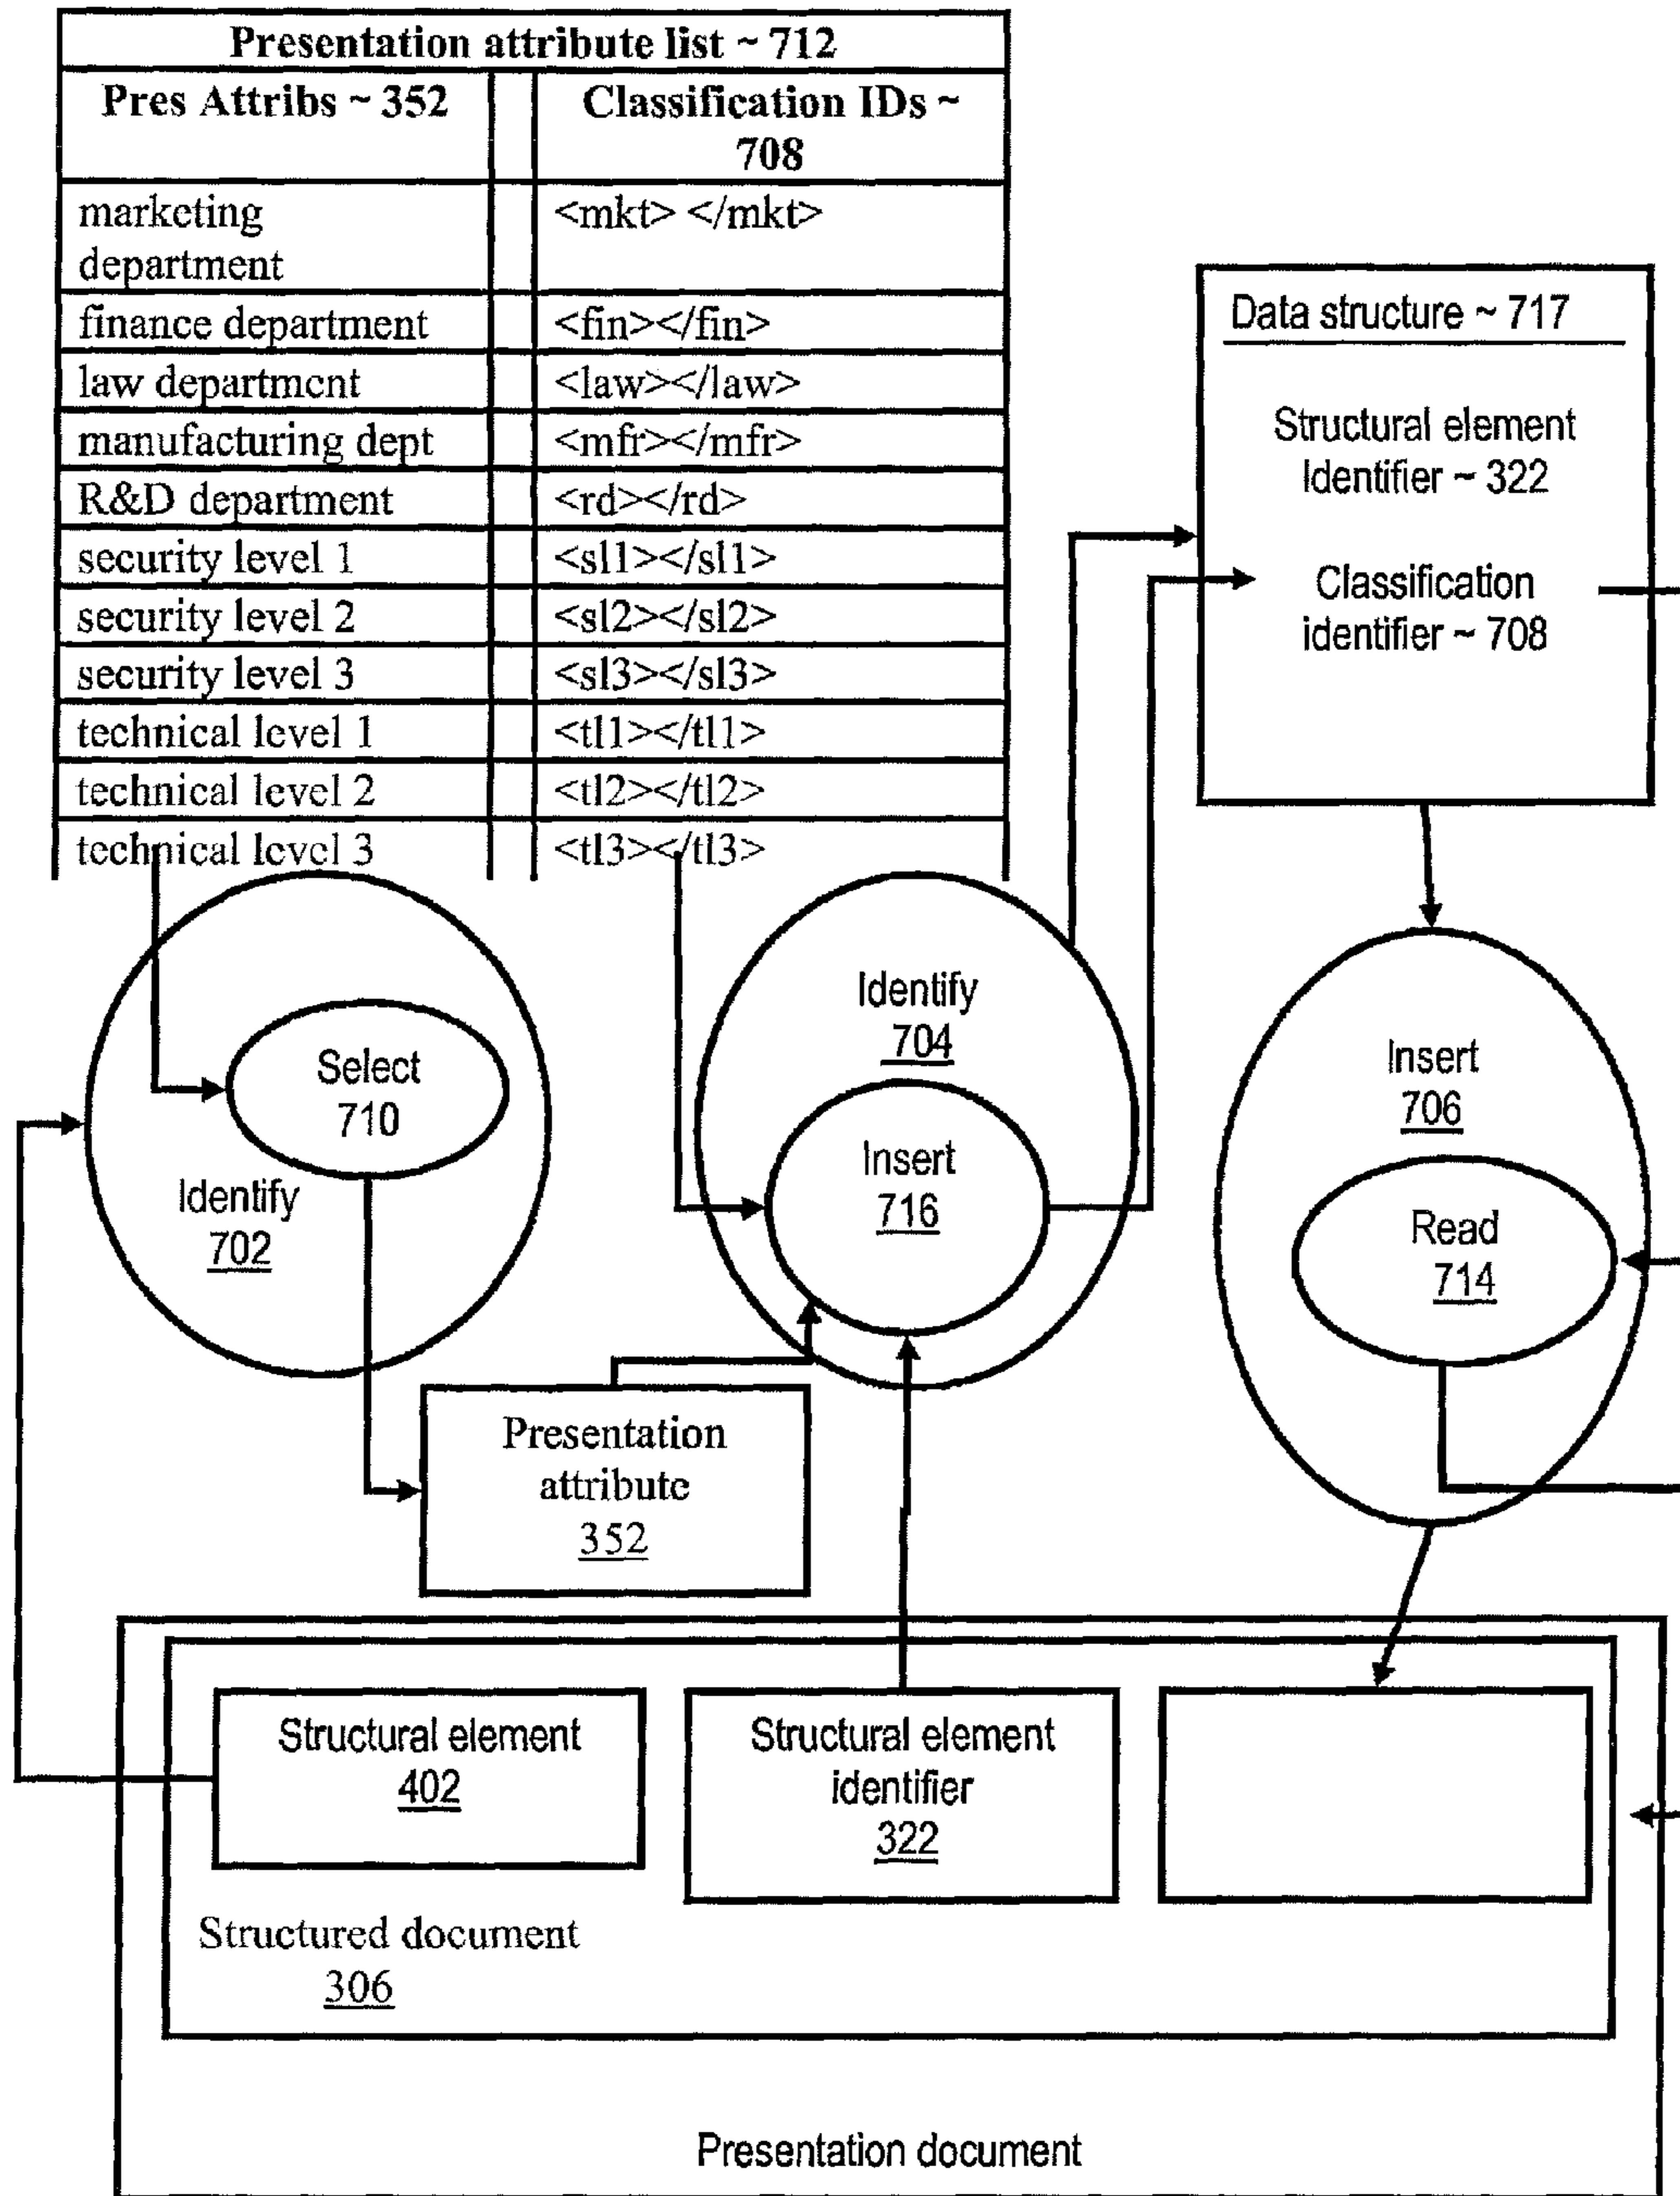 Presentation attribute list ~ 712
Pres Attribs ~ 352
Classification IDs ~
708
marketing
department
<mkt> </mkt>
finance department
<fin></fin>
law department
<law></law>
manufacturing dept
<mfr></mfr>
R&D department
<rd></rd>
security level 1
<sl1></sl1>
security level 2
<sl2></sl2>
security level 3
<sl3></sl3>
technical level 1
<tl1></tl1>
technical level 2
<tl2></tl2>
technical level 3
<tl3></tl3>
Data structure ~ 717
Structural element
Identifier ~ 322
Classification
identifier ~ 708
Select
710
Identify
702
Identify
704
Insert
716
Insert
706
Read
714
Presentation
attribute
352
Structural element
402
Structural element
identifier
322
Structured document
306
Presentation document